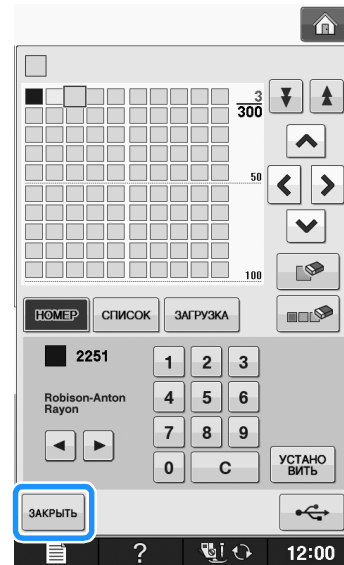 3
300
50
100
НОМЕР СПИСОК ЗАГРУЗКА
2251
Robison-Anton
Rayon
1 2 3
4 5 6
7 8 9
0 C
УСТАНО
ВИТЬ
ЗАКРЫТЬ
? 12:00